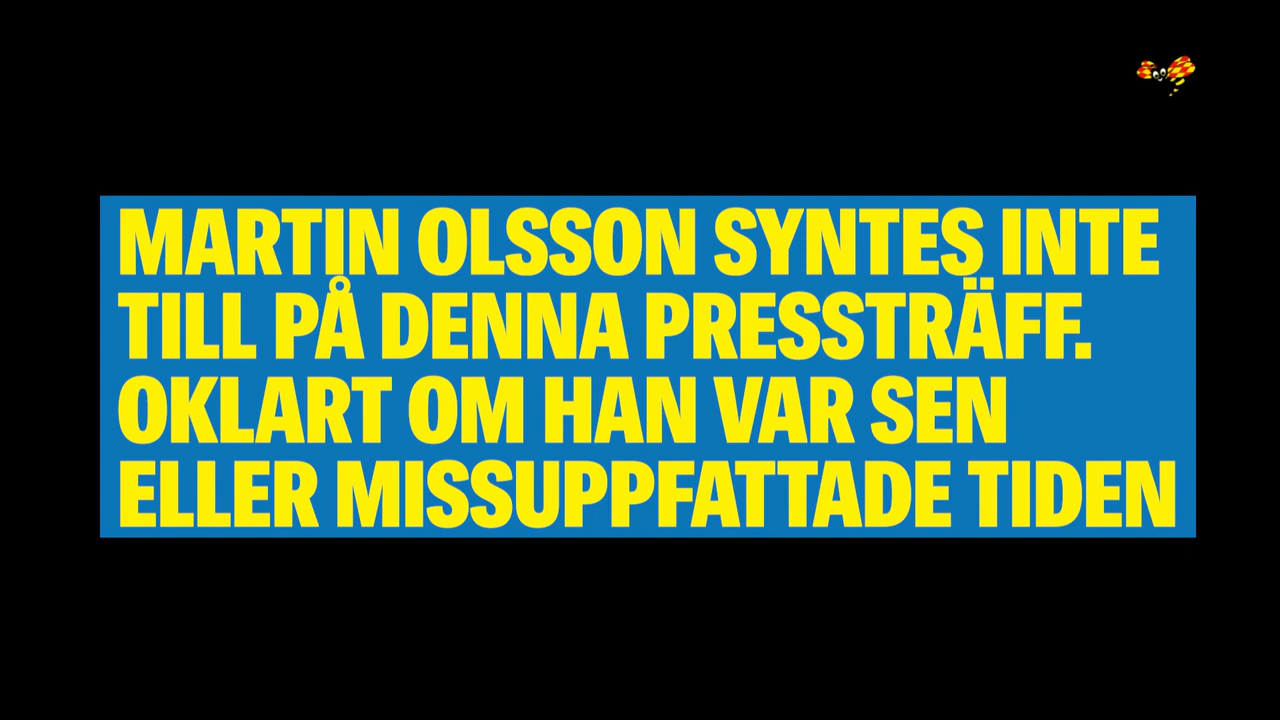 MARTIN OLSSON SYNTES INTE
TILL PÅ DENNA PRESSTRÄFF.
OKLART OM HAN VAR SEN
ELLER MISSUPPFATTADE TIDEN